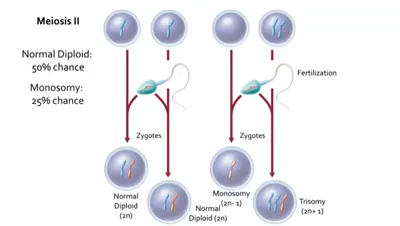 Meiosis II
Normal Diploid:
50% chance
Monosomy:
25% chance
Fertilization
Zygotes
Zygotes
Normal
Diploid
(2n)
Normal
Diploid (2n)
Monosomy
(2n- 1)
Trisomy
(2n+ 1)